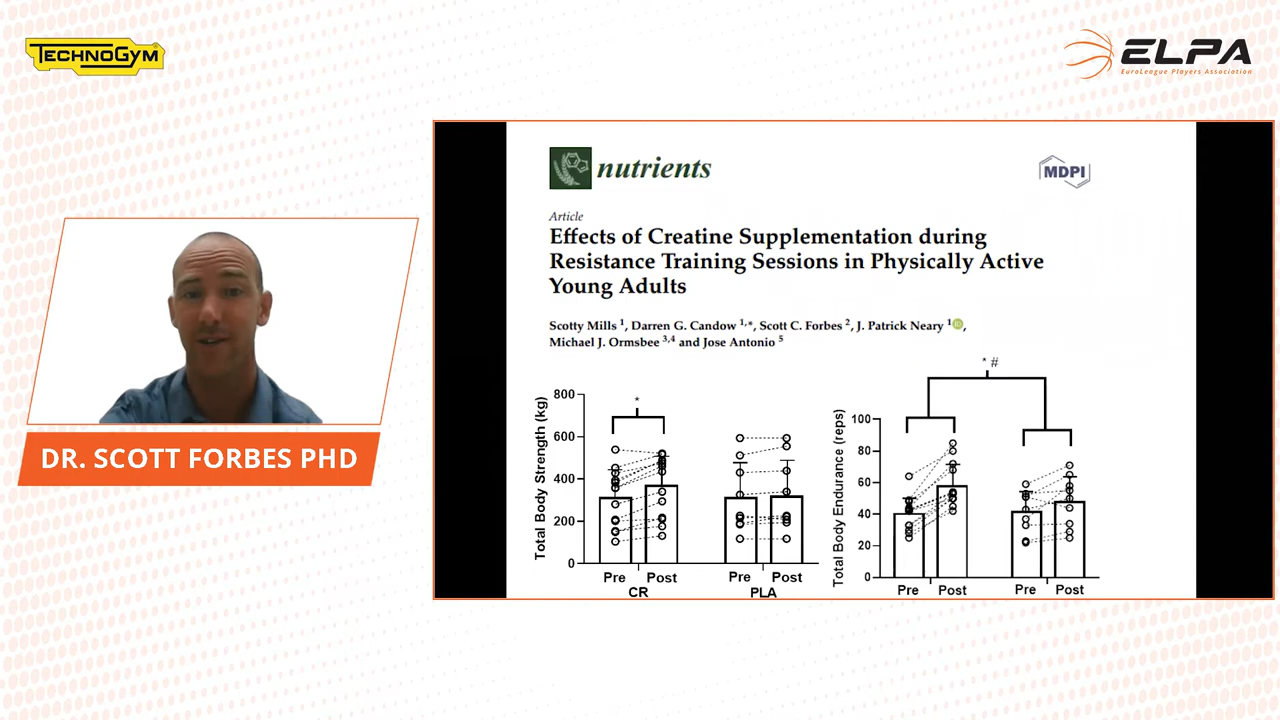 TECHNOGYM
ELPA
EuroLeague Players Association
nutrients
MDPI
Article
Effects of Creatine Supplementation during
Resistance Training Sessions in Physically Active
Young Adults
Scotty Mills 1, Darren G. Candow 1,*, Scott C. Forbes 2, J. Patrick Neary 1 iD,
Michael J. Ormsbee 3,4 and Jose Antonio 5
Total Body Strength (kg)
800
600
400
200
0
*
Pre Post Pre Post
CR PLA
Total Body Endurance (reps)
100
80
60
40
20
0
* #
Pre Post Pre Post
DR. SCOTT FORBES PHD